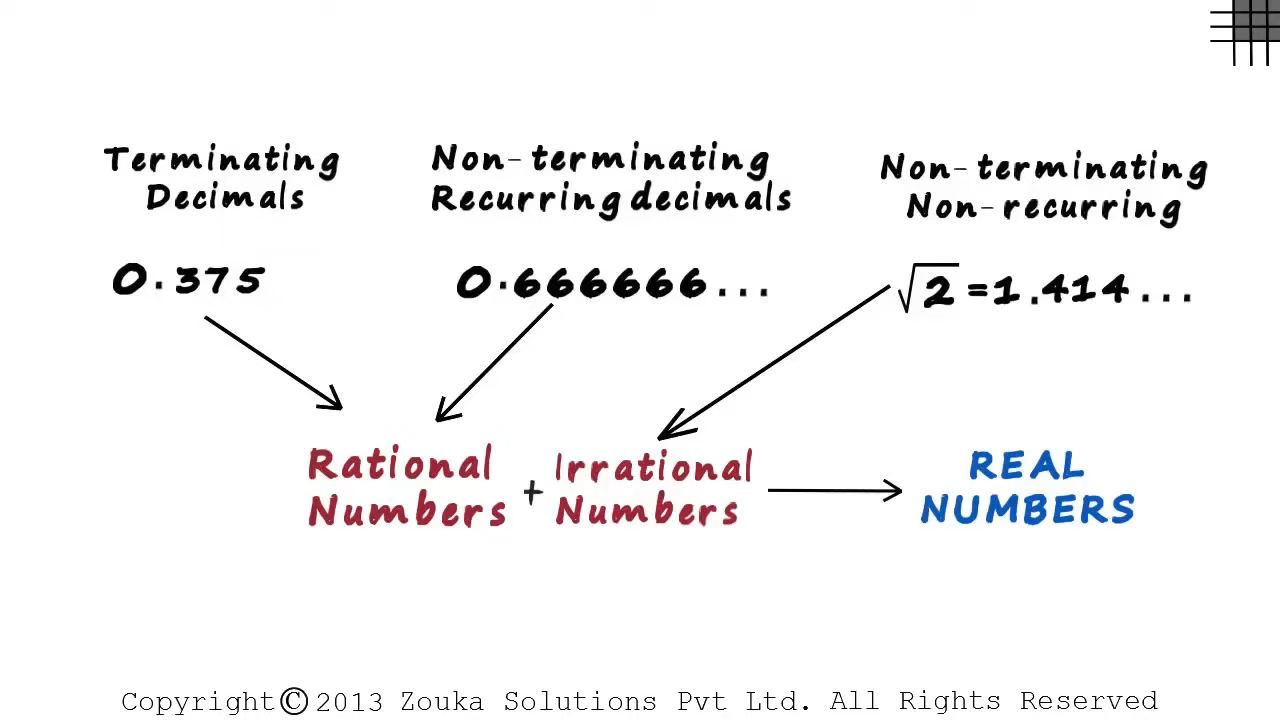 Terminating
Decimals
Non-terminating
Recurring decimals
Non-terminating
Non-recurring
0.375
0.666666...
√2=1.414...
Rational
Numbers
+
Irrational
Numbers
REAL
NUMBERS
Copyright©2013 Zouka Solutions Pvt Ltd. All Rights Reserved